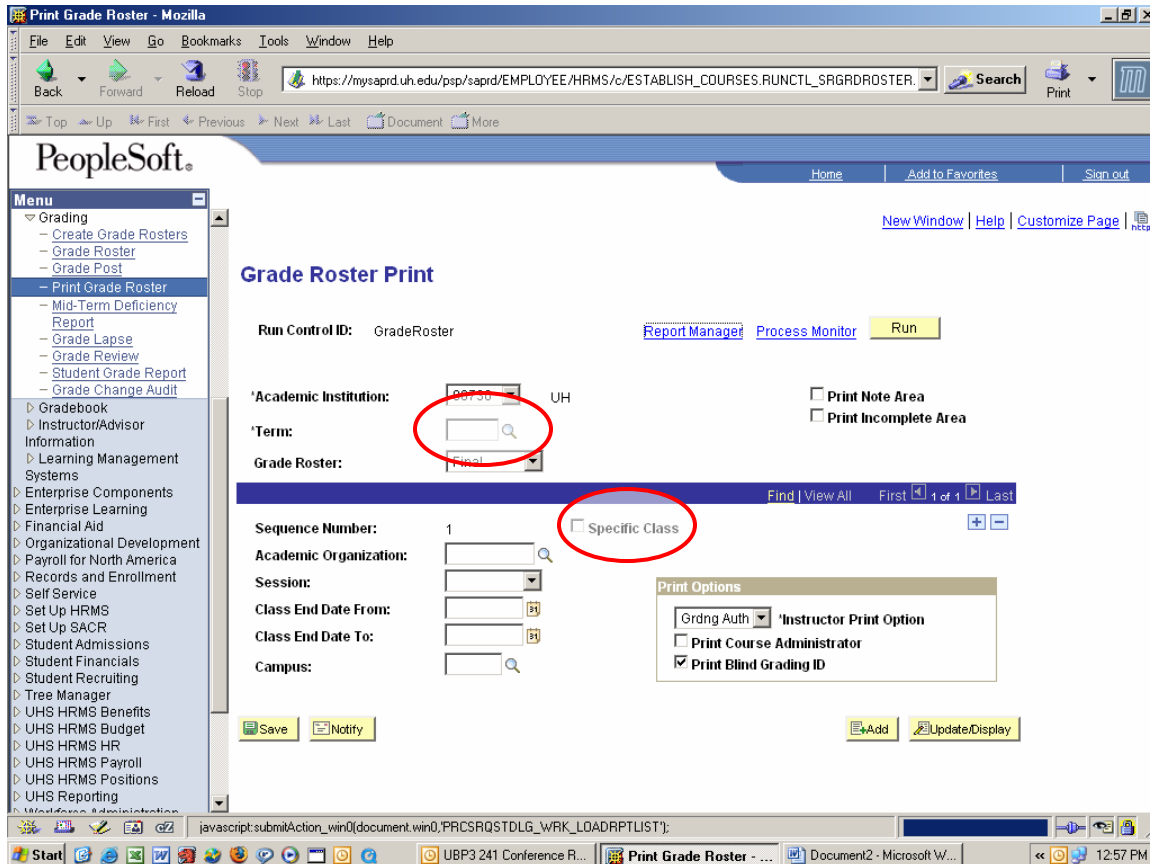 Print Grade Roster - Mozilla
File Edit View Go Bookmarks Tools Window Help
Back Forward Reload Stop https://mysaprd.uh.edu/psp/saprd/EMPLOYEE/HRMS/c/ESTABLISH_COURSES.RUNCTL_SRGRDROSTER. Search Print
Top Up First Previous Next Last Document More
PeopleSoft.
Home Add to Favorites Sign out
Menu
Grading
Create Grade Rosters
Grade Roster
Grade Post
Print Grade Roster
Mid-Term Deficiency
Report
Grade Lapse
Grade Review
Student Grade Report
Grade Change Audit
Gradebook
Instructor/Advisor
Information
Learning Management
Systems
Enterprise Components
Enterprise Learning
Financial Aid
Organizational Development
Payroll for North America
Records and Enrollment
Self Service
Set Up HRMS
Set Up SACR
Student Admissions
Student Financials
Student Recruiting
Tree Manager
UHS HRMS Benefits
UHS HRMS Budget
UHS HRMS HR
UHS HRMS Payroll
UHS HRMS Positions
UHS Reporting
New Window | Help | Customize Page | http
Grade Roster Print
Run Control ID: GradeRoster Report Manager Process Monitor Run
*Academic Institution: 00730 UH
Print Note Area
Print Incomplete Area
*Term:
Grade Roster: Final
Find | View All First 1 of 1 Last
Sequence Number: 1 Specific Class
Academic Organization:
Session:
Class End Date From: 31
Class End Date To: 31
Campus:
Print Options
Grdng Auth *Instructor Print Option
Print Course Administrator
Print Blind Grading ID
Save Notify Add Update/Display
javascript:submitAction_win0(document.win0,'PRCSRQSTDLG_WRK_LOADRPTLIST');
Start UBP3 241 Conference R... Print Grade Roster - ... Document2 - Microsoft W... « 12:57 PM